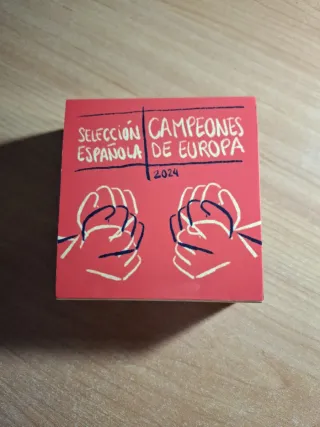 SELECCIÓN
ESPAÑOLA
CAMPEONES
DE EUROPA
2024